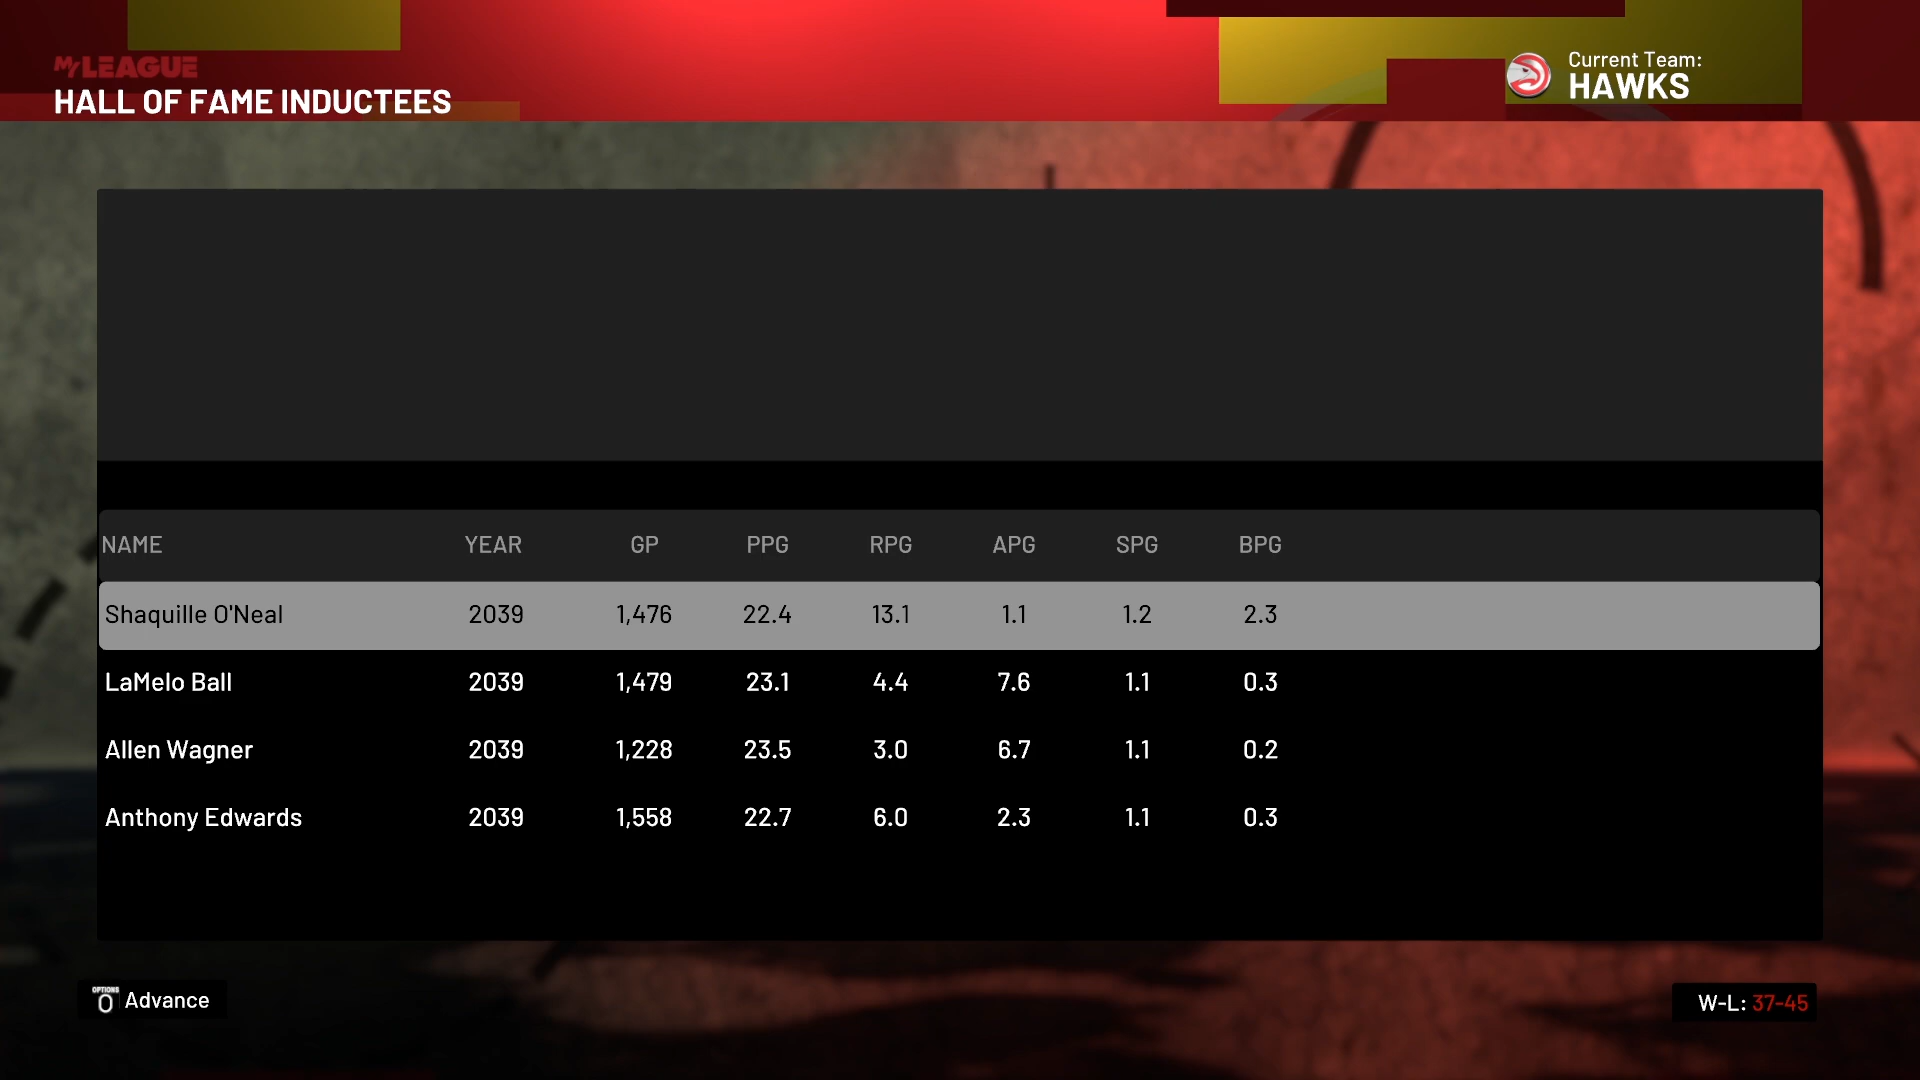 MyLEAGUE
HALL OF FAME INDUCTEES
Current Team:
HAWKS
NAME YEAR GP PPG RPG APG SPG BPG
Shaquille O'Neal 2039 1,476 22.4 13.1 1.1 1.2 2.3
LaMelo Ball 2039 1,479 23.1 4.4 7.6 1.1 0.3
Allen Wagner 2039 1,228 23.5 3.0 6.7 1.1 0.2
Anthony Edwards 2039 1,558 22.7 6.0 2.3 1.1 0.3
OPTIONS
Advance
W-L: 37-45